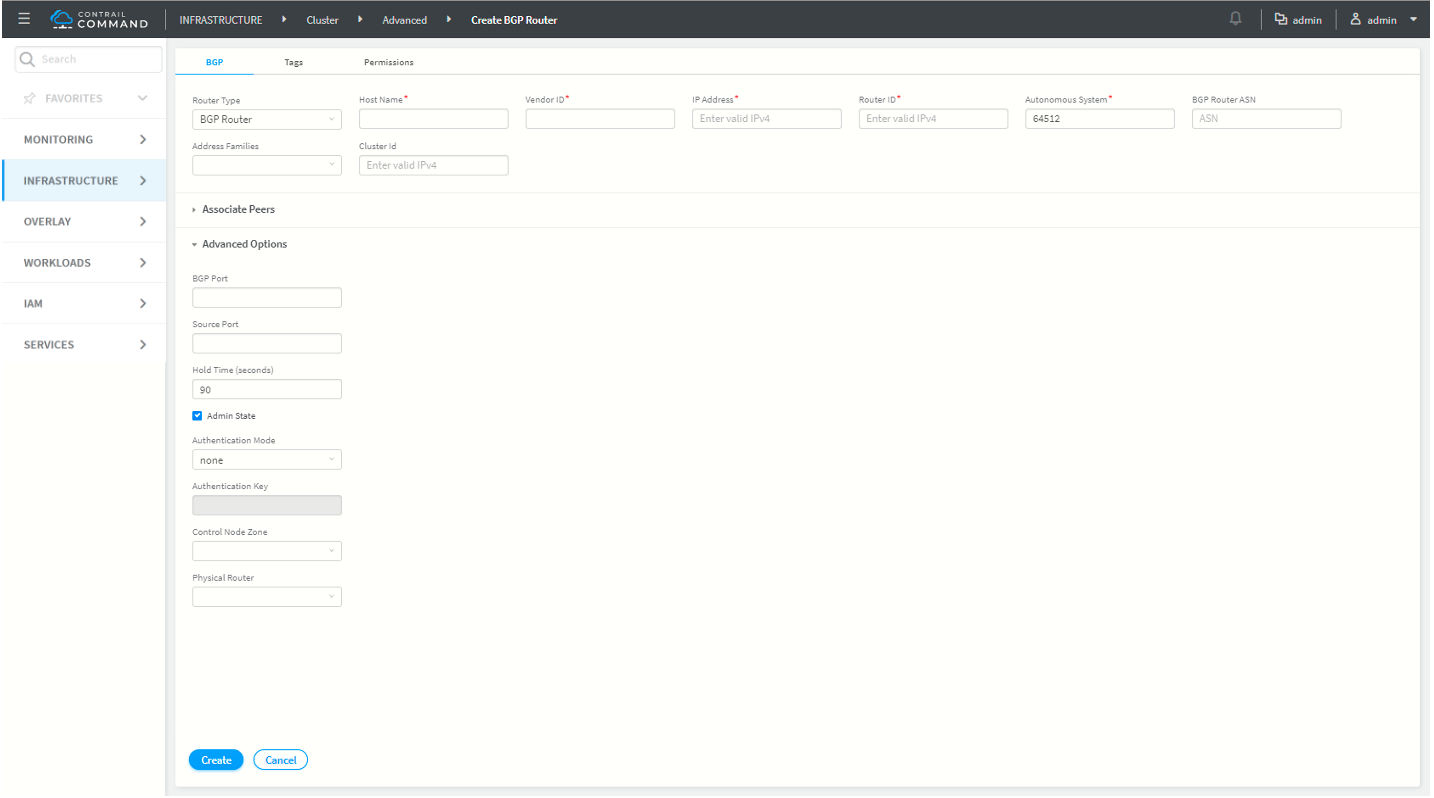 CONTRAIL
COMMAND
INFRASTRUCTURE Cluster Advanced Create BGP Router
admin admin
Search
FAVORITES
MONITORING
INFRASTRUCTURE
OVERLAY
WORKLOADS
IAM
SERVICES
BGP Tags Permissions
Router Type Host Name* Vendor ID* IP Address* Router ID* Autonomous System* BGP Router ASN
BGP Router Enter valid IPv4 Enter valid IPv4 64512 ASN
Address Families Cluster Id
Enter valid IPv4
Associate Peers
Advanced Options
BGP Port
Source Port
Hold Time (seconds)
90
Admin State
Authentication Mode
none
Authentication Key
Control Node Zone
Physical Router
Create Cancel